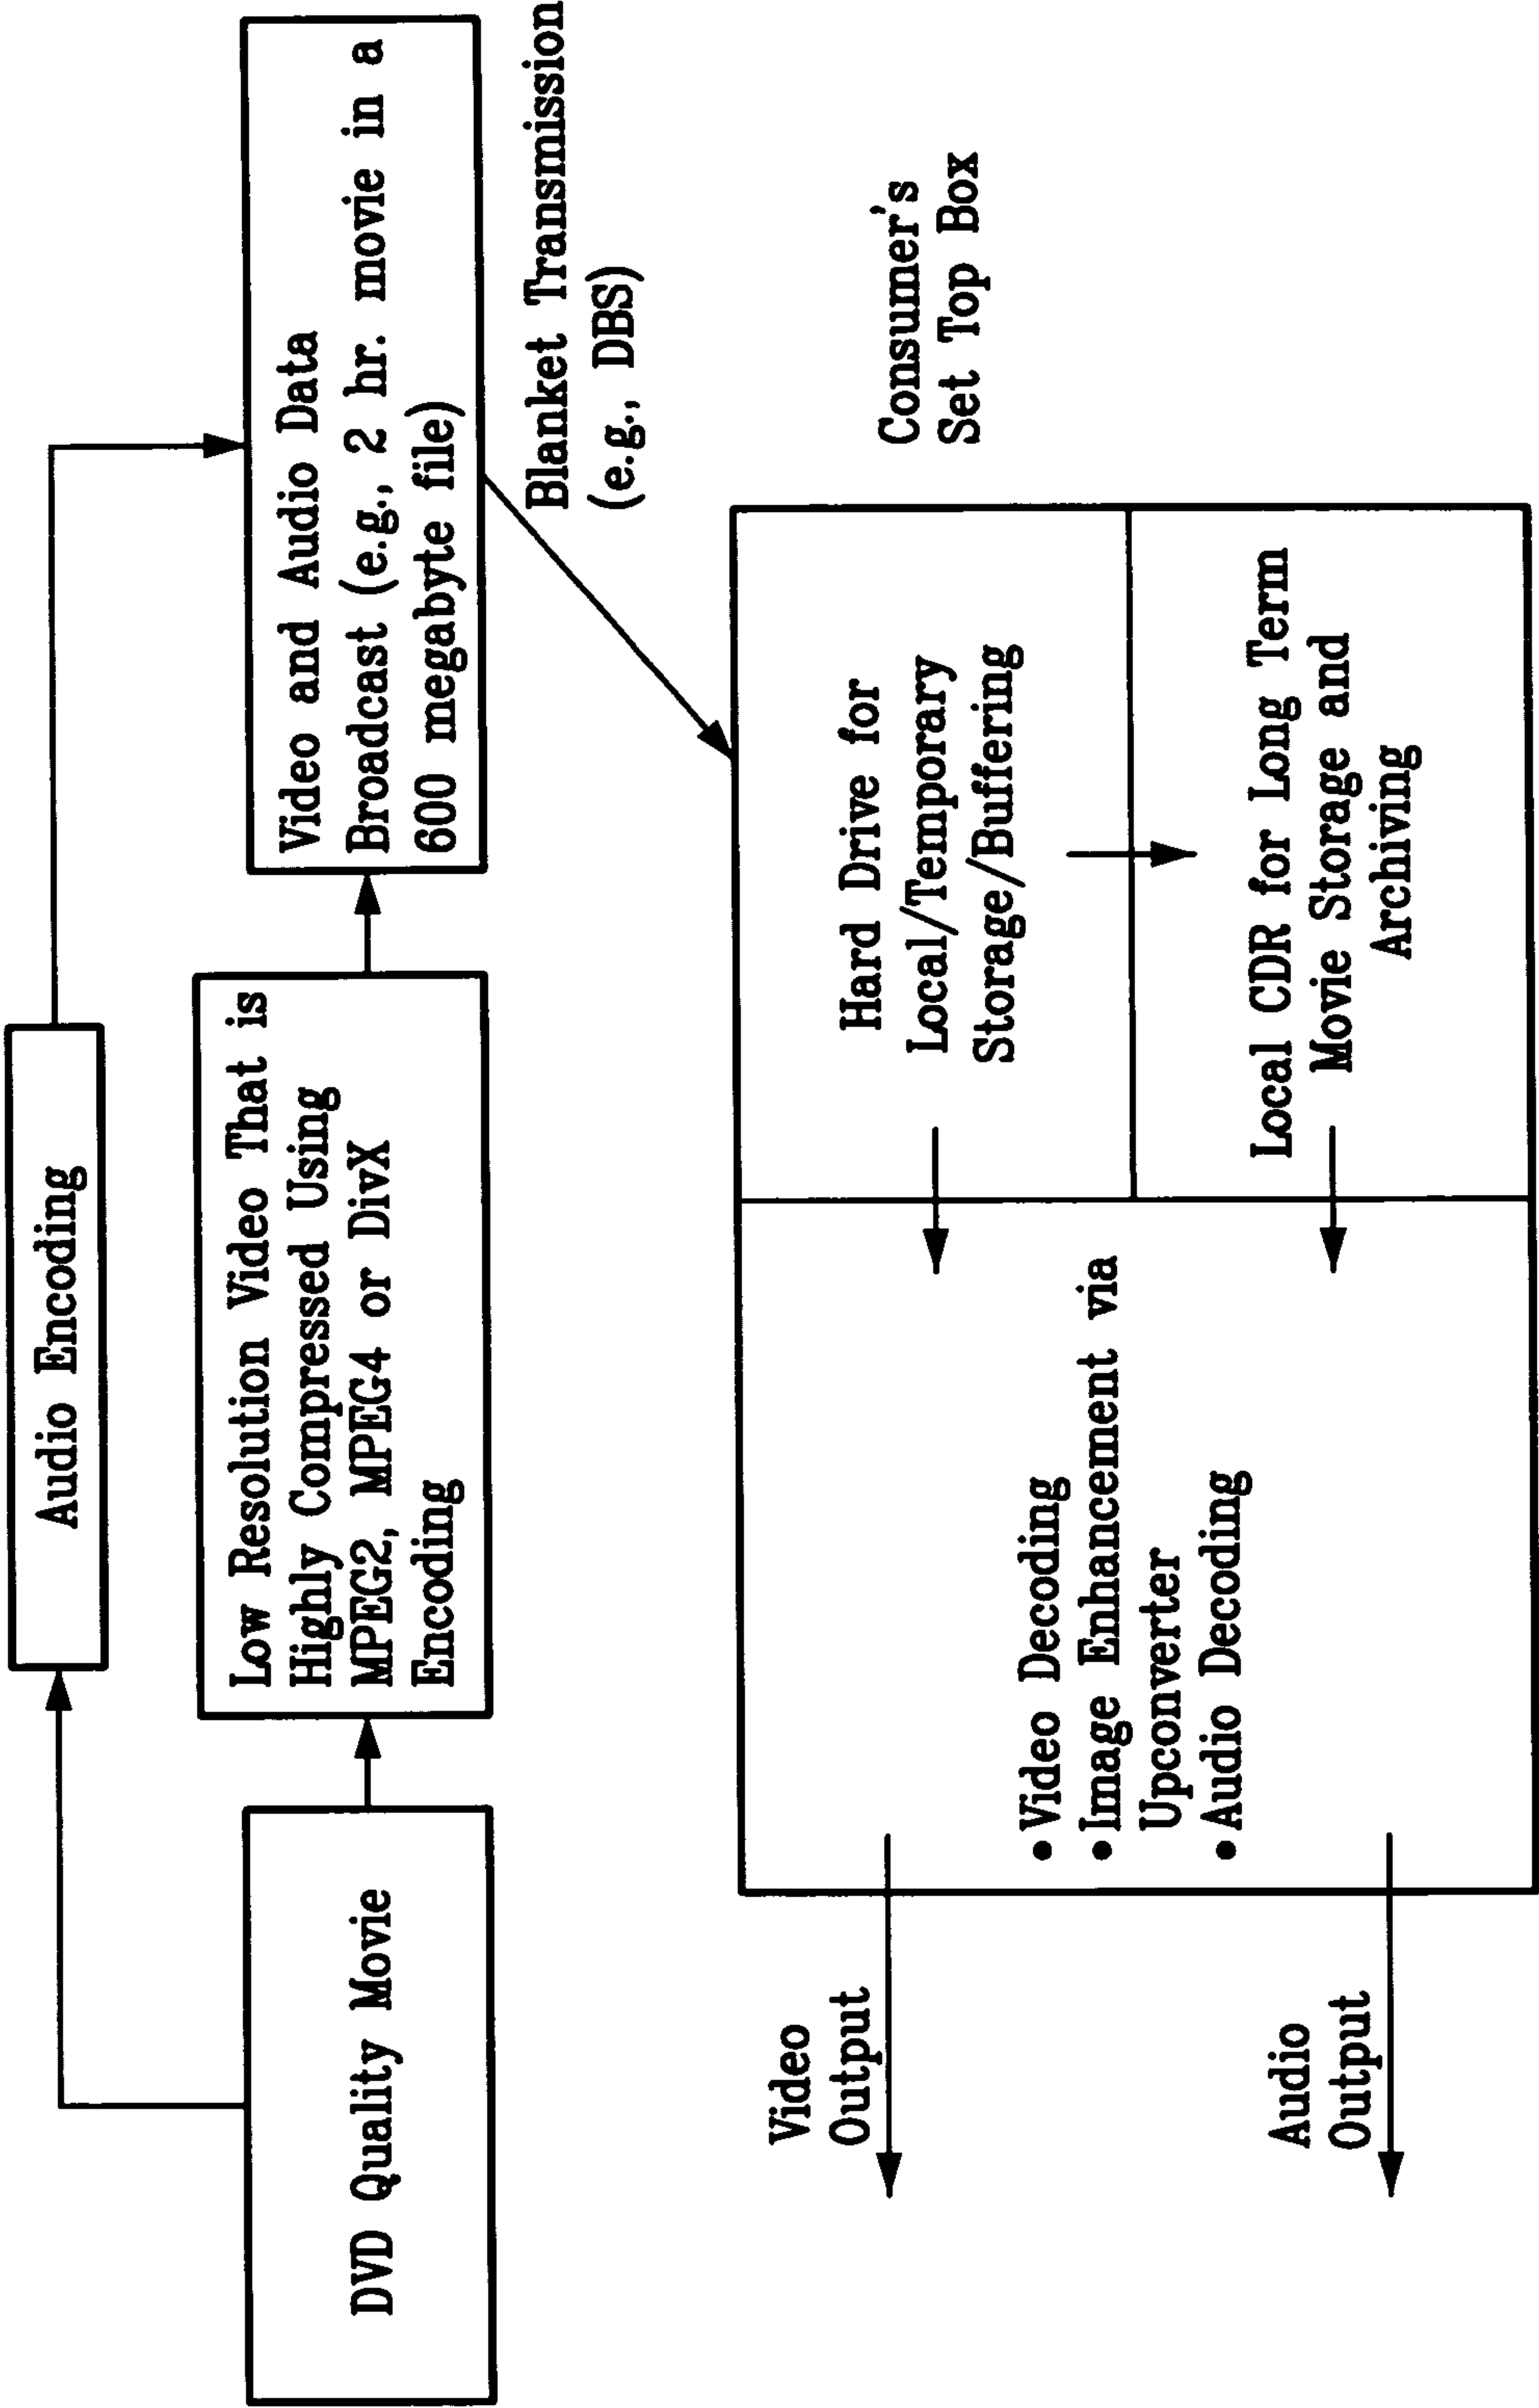 Audio Encoding
DVD Quality Movie
Low Resolution Video That is
Highly Compressed Using
MPEG2, MPEG4 or DivX
Encoding
Video and Audio Data
Broadcast (e.g., 2 hr. movie in a
600 megabyte file)
Blanket Transmission
(e.g., DBS)
Consumer's
Set Top Box
Hard Drive for
Local/Temporary
Storage/Buffering
Local CDR for Long Term
Movie Storage and
Archiving
• Video Decoding
• Image Enhancement via
Upconverter
• Audio Decoding
Video
Output
Audio
Output